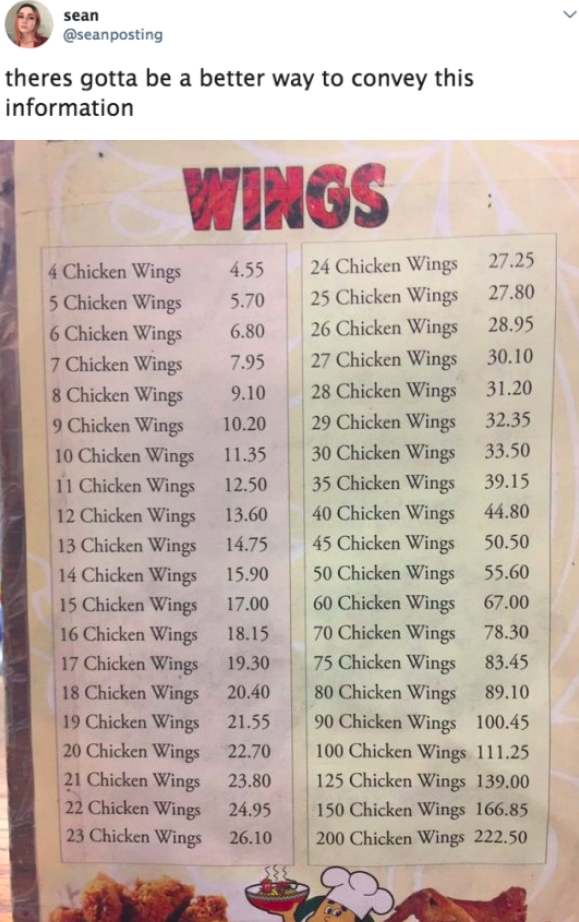 sean
@seanposting
theres gotta be a better way to convey this
information
WINGS
4 Chicken Wings 4.55
5 Chicken Wings 5.70
6 Chicken Wings 6.80
7 Chicken Wings 7.95
8 Chicken Wings 9.10
9 Chicken Wings 10.20
10 Chicken Wings 11.35
11 Chicken Wings 12.50
12 Chicken Wings 13.60
13 Chicken Wings 14.75
14 Chicken Wings 15.90
15 Chicken Wings 17.00
16 Chicken Wings 18.15
17 Chicken Wings 19.30
18 Chicken Wings 20.40
19 Chicken Wings 21.55
20 Chicken Wings 22.70
21 Chicken Wings 23.80
22 Chicken Wings 24.95
23 Chicken Wings 26.10
24 Chicken Wings 27.25
25 Chicken Wings 27.80
26 Chicken Wings 28.95
27 Chicken Wings 30.10
28 Chicken Wings 31.20
29 Chicken Wings 32.35
30 Chicken Wings 33.50
35 Chicken Wings 39.15
40 Chicken Wings 44.80
45 Chicken Wings 50.50
50 Chicken Wings 55.60
60 Chicken Wings 67.00
70 Chicken Wings 78.30
75 Chicken Wings 83.45
80 Chicken Wings 89.10
90 Chicken Wings 100.45
100 Chicken Wings 111.25
125 Chicken Wings 139.00
150 Chicken Wings 166.85
200 Chicken Wings 222.50